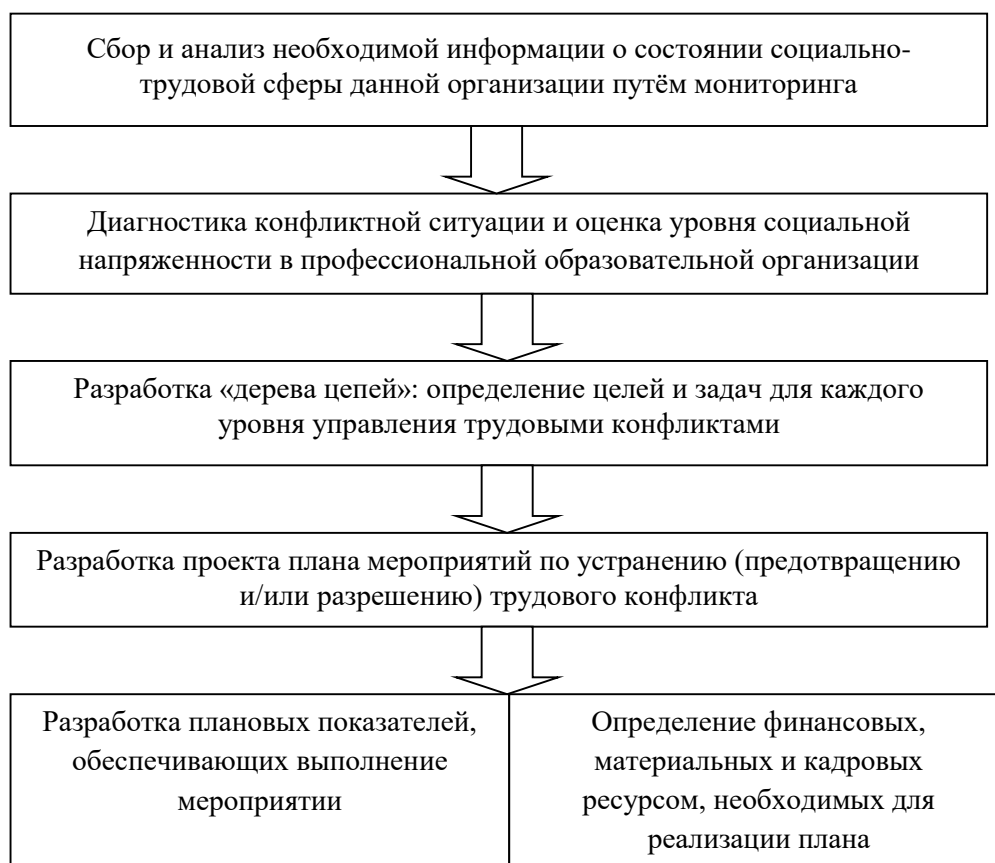 Сбор и анализ необходимой информации о состоянии социально-
трудовой сферы данной организации путём мониторинга
Диагностика конфликтной ситуации и оценка уровня социальной
напряженности в профессиональной образовательной организации
Разработка «дерева цепей»: определение целей и задач для каждого
уровня управления трудовыми конфликтами
Разработка проекта плана мероприятий по устранению (предотвращению
и/или разрешению) трудового конфликта
Разработка плановых показателей,
обеспечивающих выполнение
мероприятии
Определение финансовых,
материальных и кадровых
ресурсом, необходимых для
реализации плана